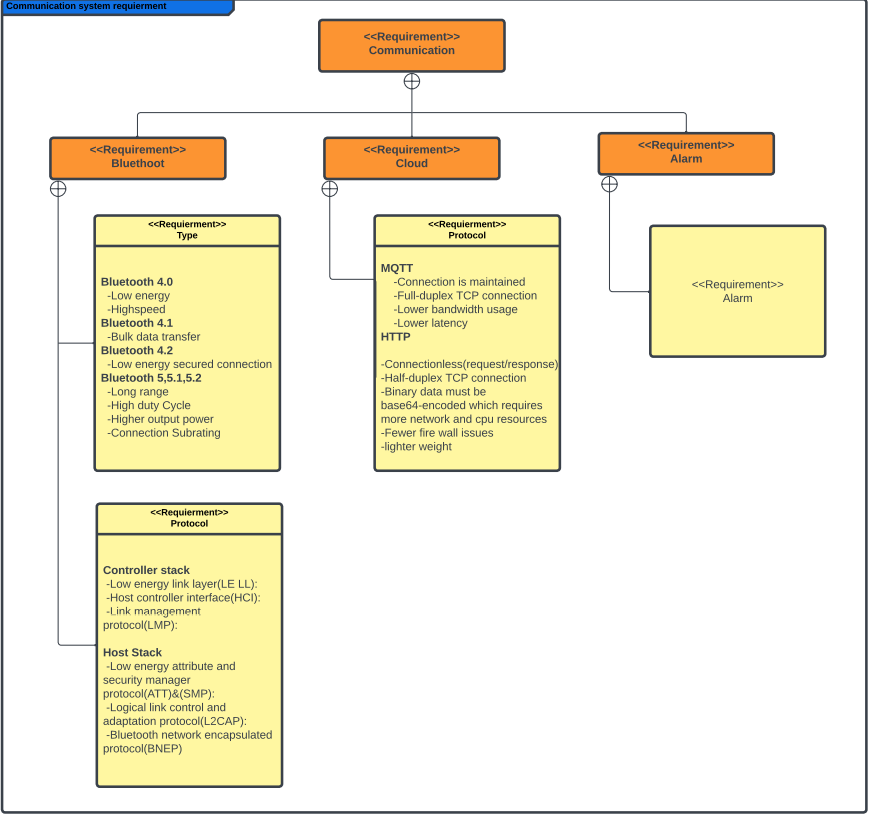 Communication system requierment
<<Requirement>>
Communication
<<Requirement>>
Bluethoot
<<Requirement>>
Cloud
<<Requirement>>
Alarm
<<Requierment>>
Type
Bluetooth 4.0
-Low energy
-Highspeed
Bluetooth 4.1
-Bulk data transfer
Bluetooth 4.2
-Low energy secured connection
Bluetooth 5,5.1,5.2
-Long range
-High duty Cycle
-Higher output power
-Connection Subrating
<<Requierment>>
Protocol
MQTT
-Connection is maintained
-Full-duplex TCP connection
-Lower bandwidth usage
-Lower latency
HTTP
-Connectionless(request/response)
-Half-duplex TCP connection
-Binary data must be
base64-encoded which requires
more network and cpu resources
-Fewer fire wall issues
-lighter weight
<<Requirement>>
Alarm
<<Requierment>>
Protocol
Controller stack
-Low energy link layer(LE LL):
-Host controller interface(HCI):
-Link management
protocol(LMP):
Host Stack
-Low energy attribute and
security manager
protocol(ATT)&(SMP):
-Logical link control and
adaptation protocol(L2CAP):
-Bluetooth network encapsulated
protocol(BNEP)